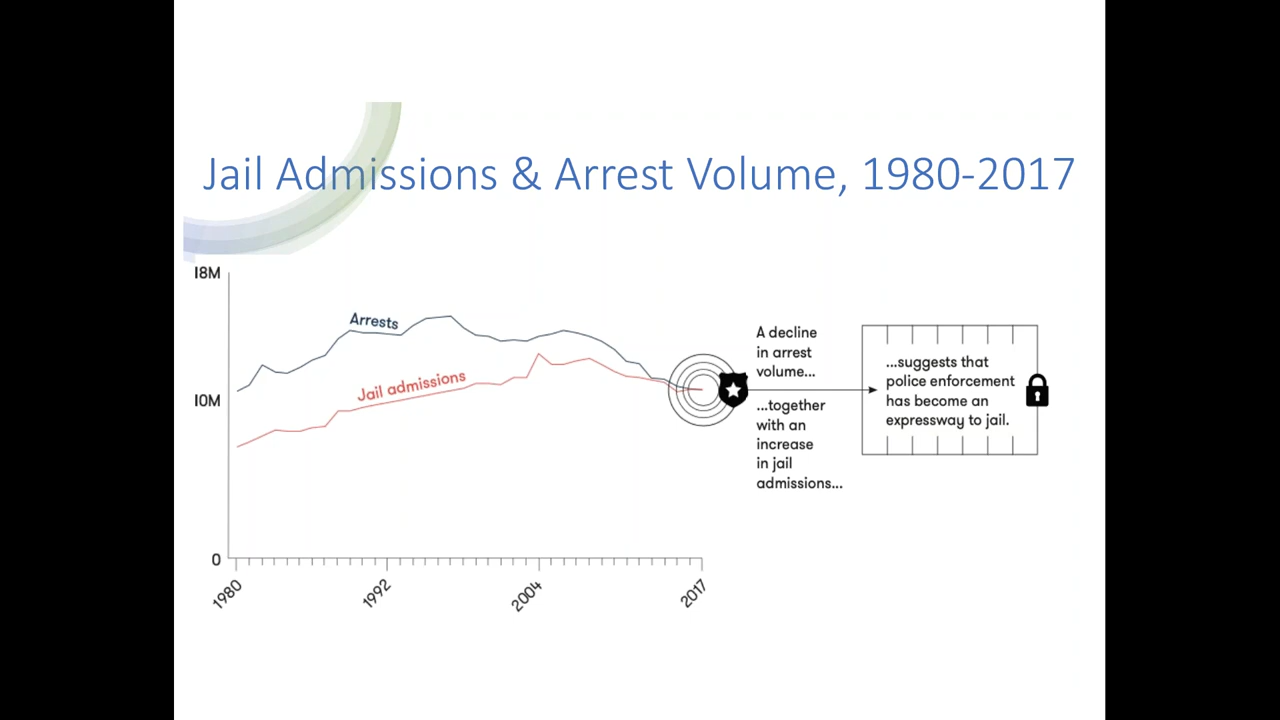 Jail Admissions & Arrest Volume, 1980-2017
18M
Arrests
Jail admissions
10M
0
1980
1992
2004
2017
A decline
in arrest
volume...
...together
with an
increase
in jail
admissions...
...suggests that
police enforcement
has become an
expressway to jail.